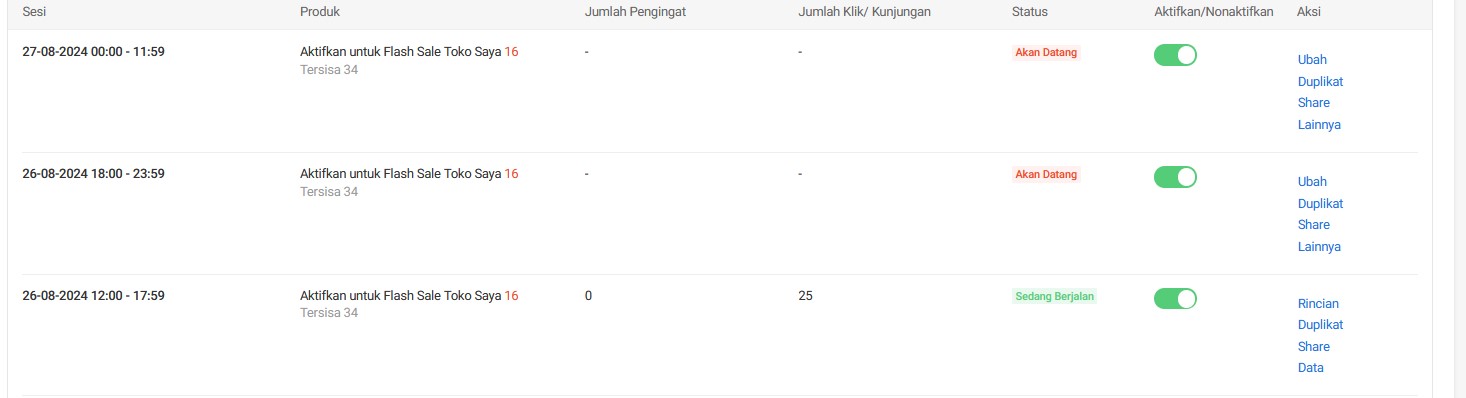 Sesi Produk Jumlah Pengingat Jumlah Klik/ Kunjungan Status Aktifkan/Nonaktifkan Aksi
27-08-2024 00:00 - 11:59 Aktifkan untuk Flash Sale Toko Saya 16 - - Akan Datang
Tersisa 34
Ubah
Duplikat
Share
Lainnya
26-08-2024 18:00 - 23:59 Aktifkan untuk Flash Sale Toko Saya 16 - - Akan Datang
Tersisa 34
Ubah
Duplikat
Share
Lainnya
26-08-2024 12:00 - 17:59 Aktifkan untuk Flash Sale Toko Saya 16 0 25 Sedang Berjalan
Tersisa 34
Rincian
Duplikat
Share
Data